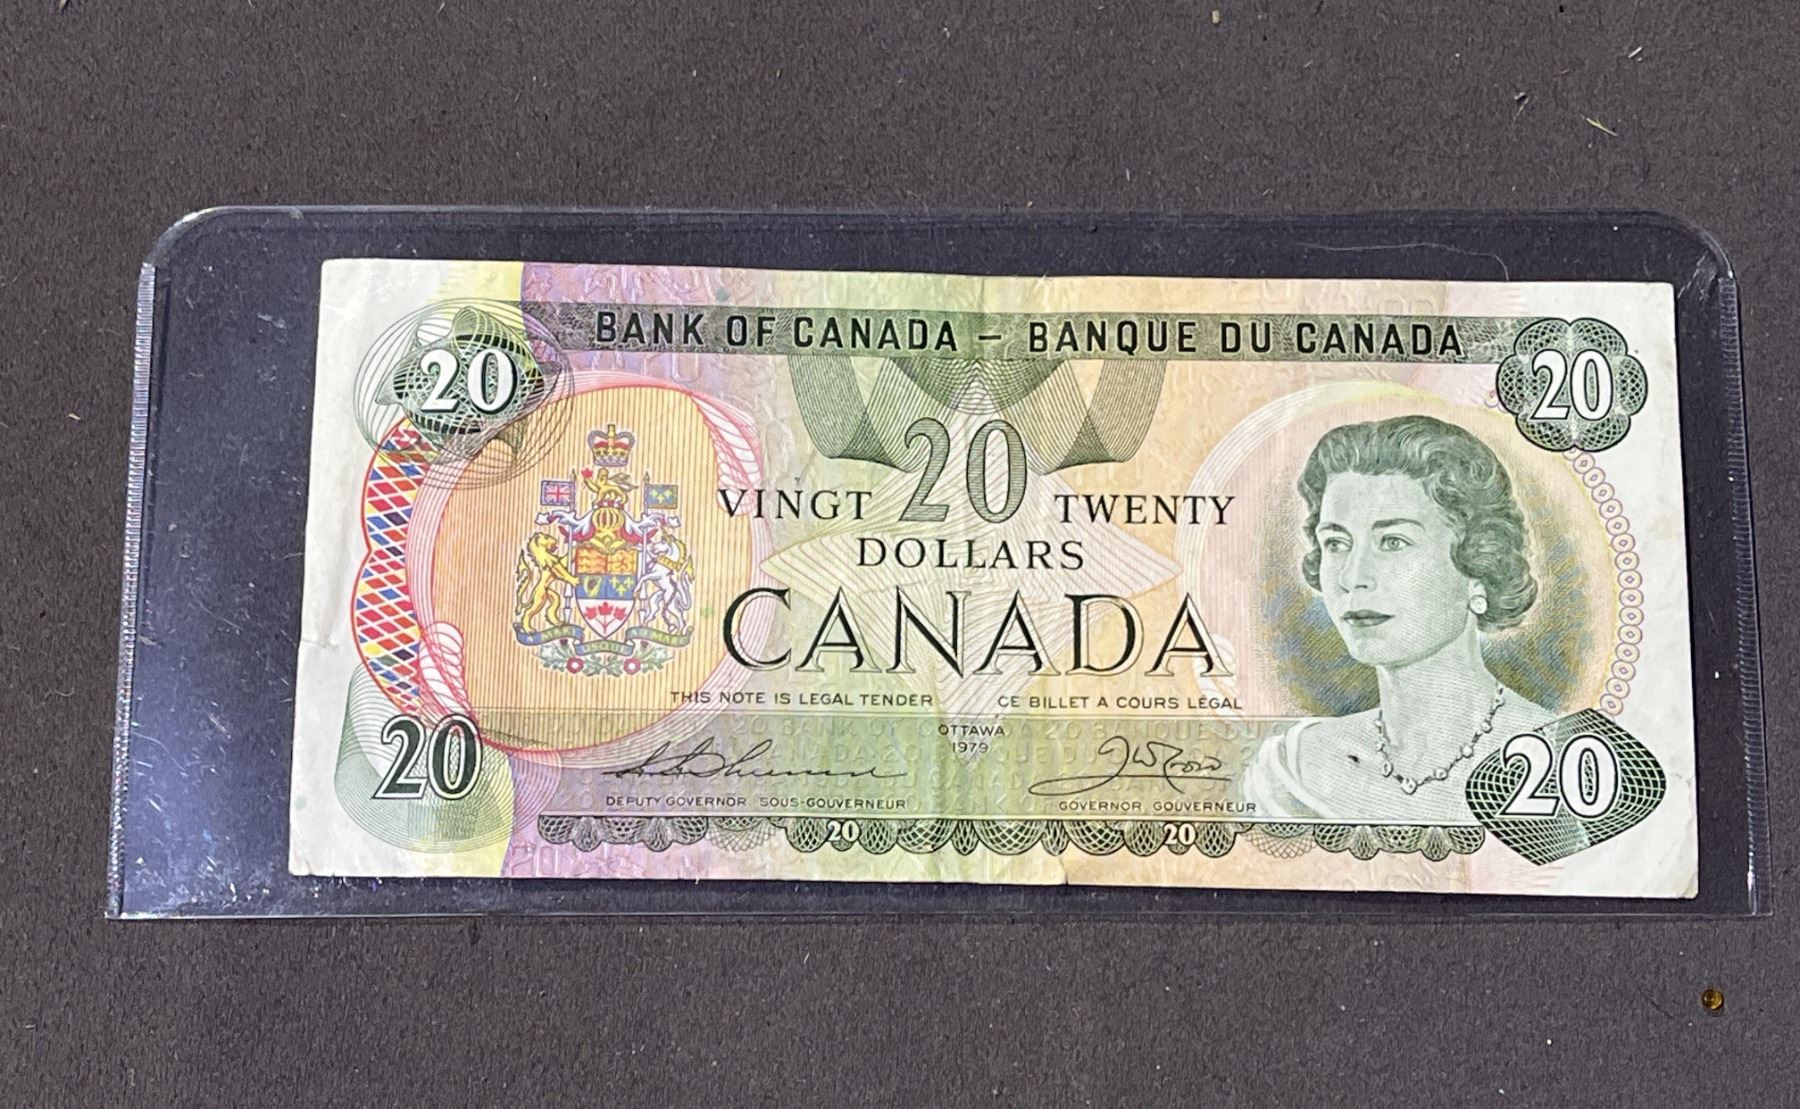 BANK OF CANADA – BANQUE DU CANADA
20
20
20
VINGT TWENTY
DOLLARS
CANADA
THIS NOTE IS LEGAL TENDER CE BILLET A COURS LÉGAL
OTTAWA
1979
20
DEPUTY GOVERNOR SOUS-GOUVERNEUR
GOVERNOR GOUVERNEUR
20
20
20